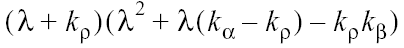 (λ + k_ρ)(λ² + λ(k_α – k_ρ) – k_ρk_β)